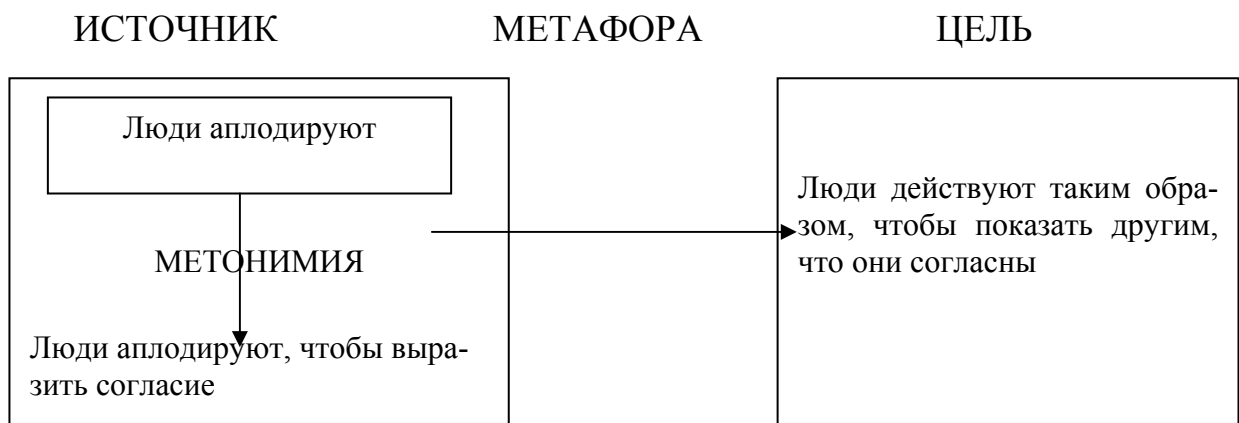 ИСТОЧНИК МЕТАФОРА ЦЕЛЬ
Люди аплодируют
МЕТОНИМИЯ
Люди аплодируют, чтобы выра-
зить согласие
Люди действуют таким обра-
зом, чтобы показать другим,
что они согласны